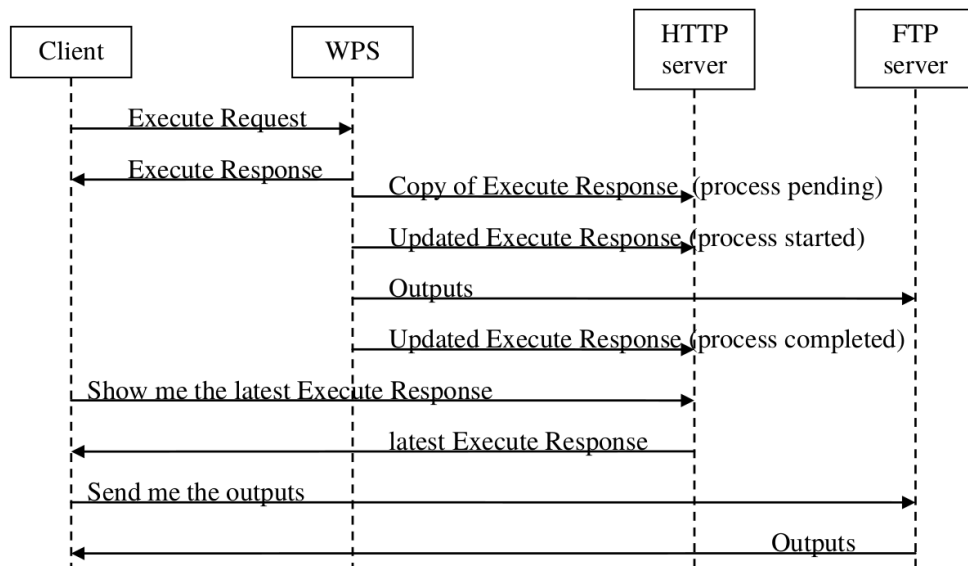 Client
WPS
HTTP
server
FTP
server
Execute Request
Execute Response
Copy of Execute Response (process pending)
Updated Execute Response (process started)
Outputs
Updated Execute Response (process completed)
Show me the latest Execute Response
latest Execute Response
Send me the outputs
Outputs